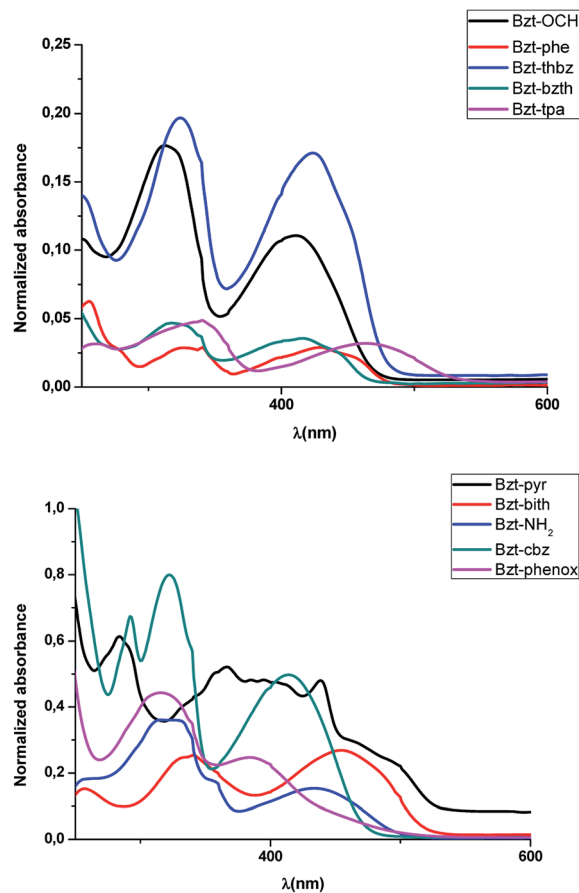 Bzt-OCH
Bzt-phe
Bzt-thbz
Bzt-bzth
Bzt-tpa
Normalized absorbance
0,25
0,20
0,15
0,10
0,05
0,00
400
600
λ(nm)
Bzt-pyr
Bzt-bith
Bzt-NH₂
Bzt-cbz
Bzt-phenox
Normalized absorbance
1,0
0,8
0,6
0,4
0,2
0,0
400
600
λ(nm)